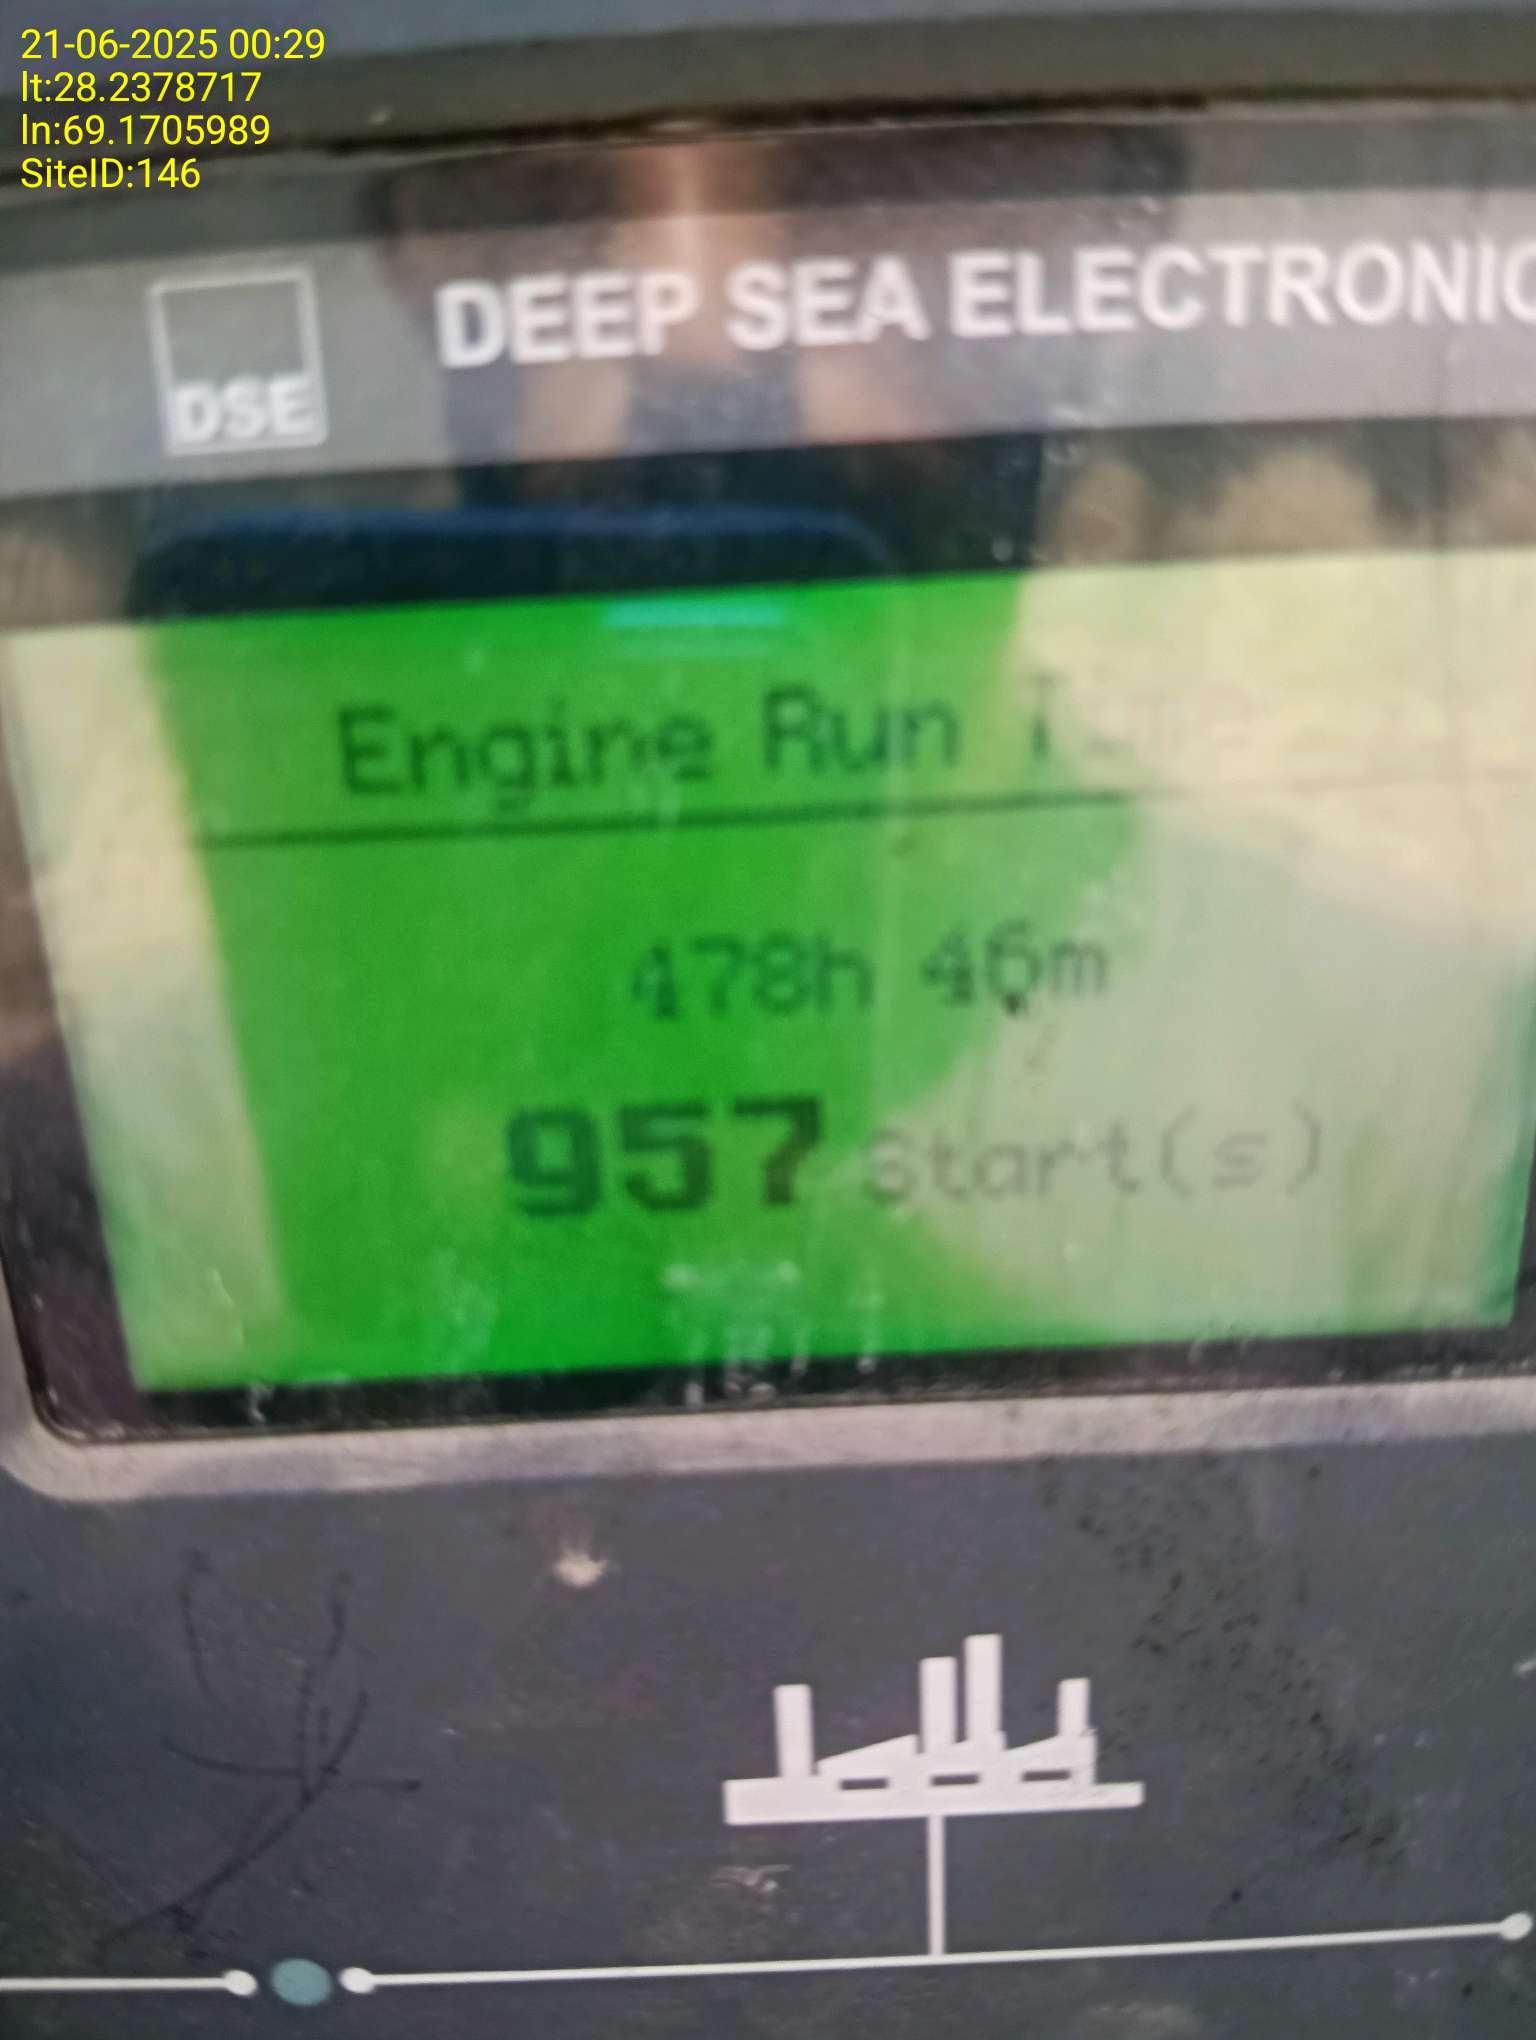 21-06-2025 00:29
lt:28.2378717
ln:69.1705989
SiteID:146
DSE
DEEP SEA ELECTRONIC
Engine Run Time
478h 46m
957 Start(s)